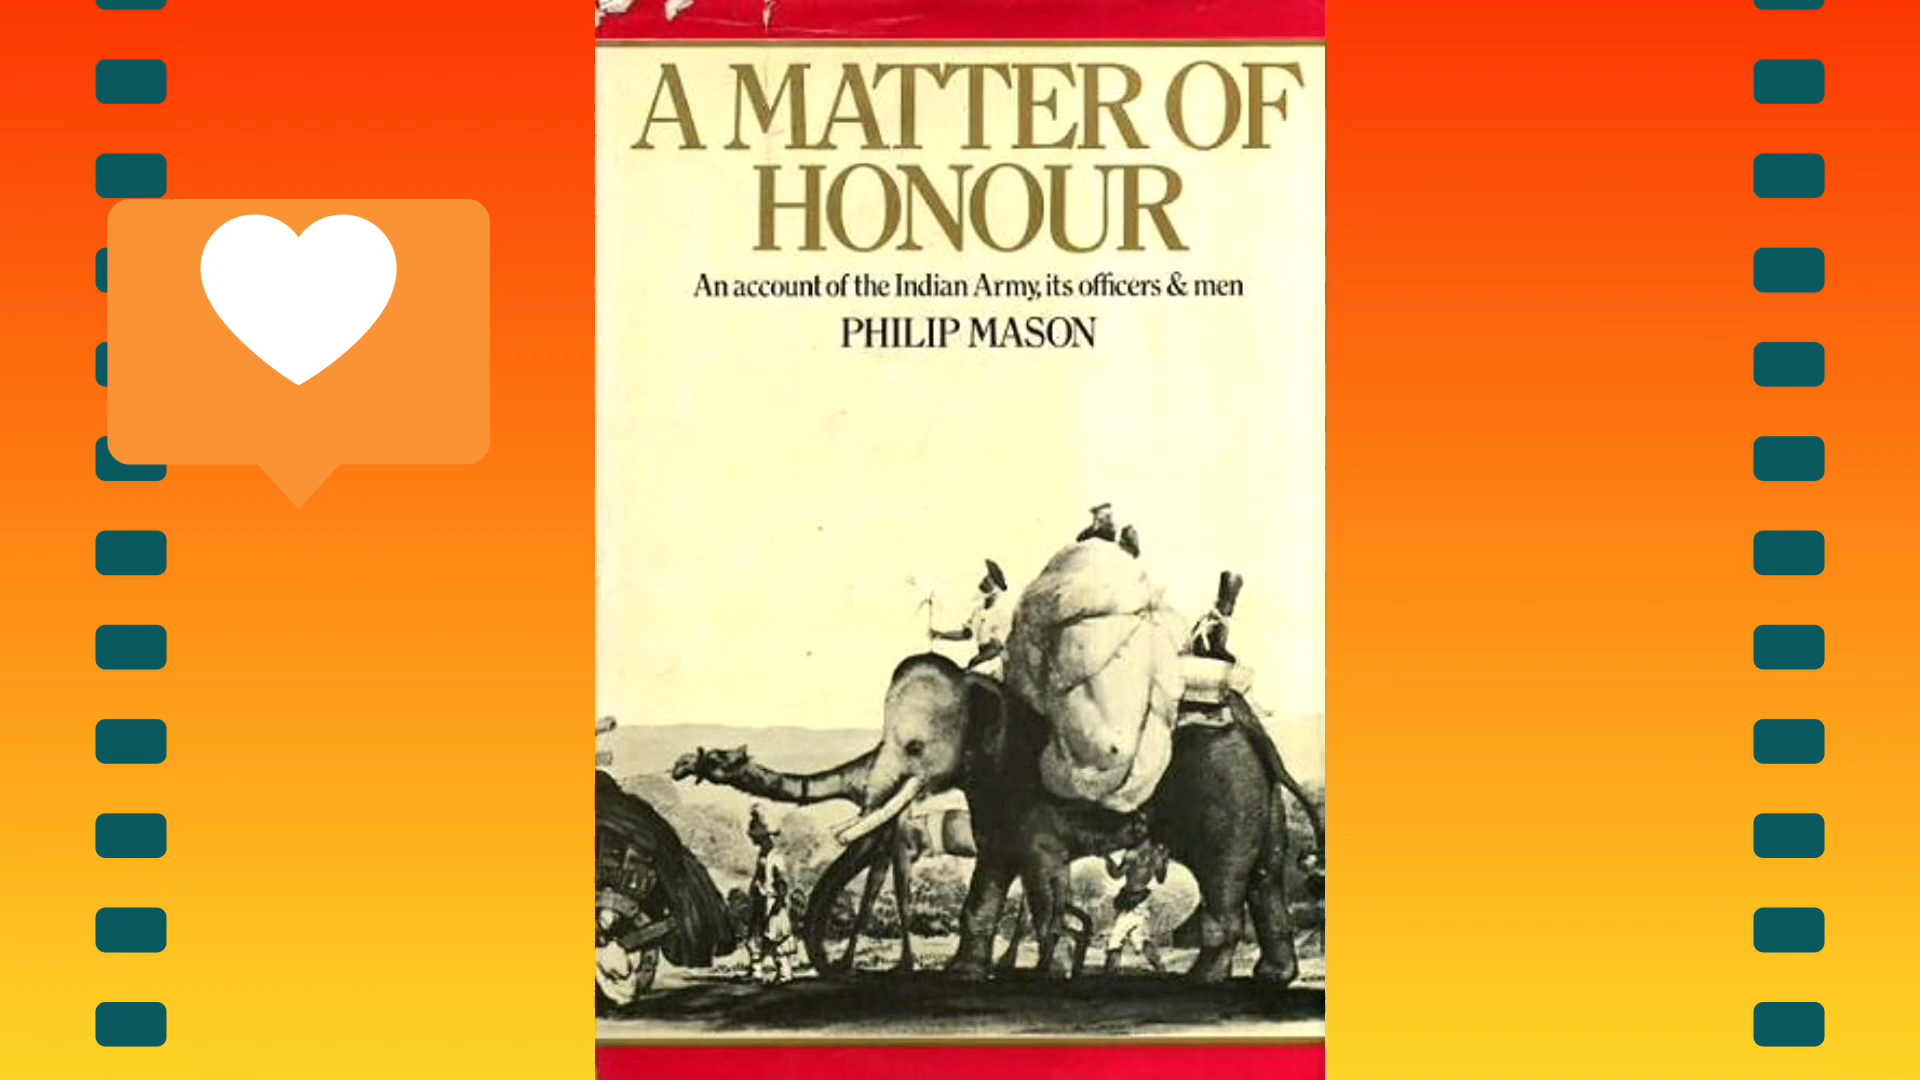 A MATTER OF
HONOUR
An account of the Indian Army, its officers & men
PHILIP MASON